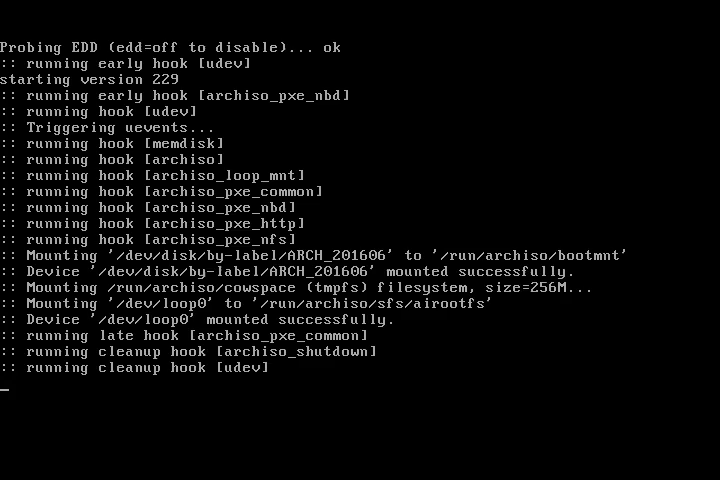 Probing EDD (edd=off to disable)... ok
:: running early hook [udev]
starting version 229
:: running early hook [archiso_pxe_nbd]
:: running hook [udev]
:: Triggering uevents...
:: running hook [memdisk]
:: running hook [archiso]
:: running hook [archiso_loop_mnt]
:: running hook [archiso_pxe_common]
:: running hook [archiso_pxe_nbd]
:: running hook [archiso_pxe_http]
:: running hook [archiso_pxe_nfs]
:: Mounting '/dev/disk/by-label/ARCH_201606' to '/run/archiso/bootmnt'
:: Device '/dev/disk/by-label/ARCH_201606' mounted successfully.
:: Mounting /run/archiso/cowspace (tmpfs) filesystem, size=256M...
:: Mounting '/dev/loop0' to '/run/archiso/sfs/airootfs'
:: Device '/dev/loop0' mounted successfully.
:: running late hook [archiso_pxe_common]
:: running cleanup hook [archiso_shutdown]
:: running cleanup hook [udev]